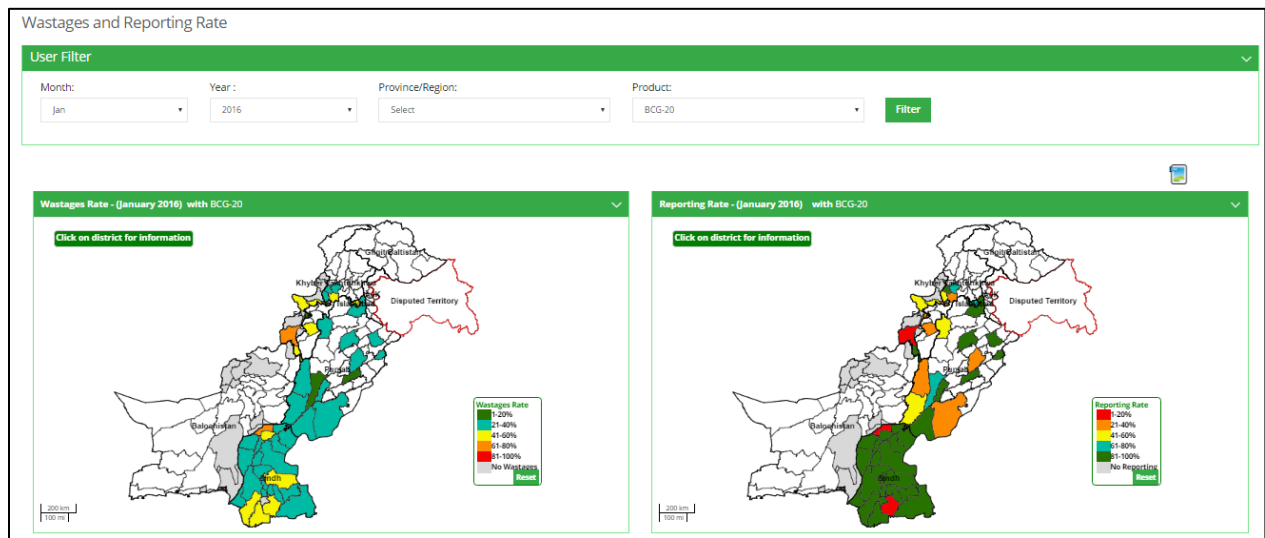 Wastages and Reporting Rate
User Filter
Month: Year : Province/Region: Product:
Jan 2016 Select BCG-20 Filter
Wastages Rate - (January 2016) with BCG-20
Click on district for information
Gilgit Baltistan
Disputed Territory
Punjab
Balochistan
Sindh
Wastages Rate
1-20%
21-40%
41-60%
61-80%
81-100%
No Wastages
Reset
200 km
100 mi
Reporting Rate - (January 2016) with BCG-20
Click on district for information
Gilgit Baltistan
Disputed Territory
Punjab
Balochistan
Sindh
Reporting Rate
1-20%
21-40%
41-60%
61-80%
81-100%
No Reporting
Reset
200 km
100 mi